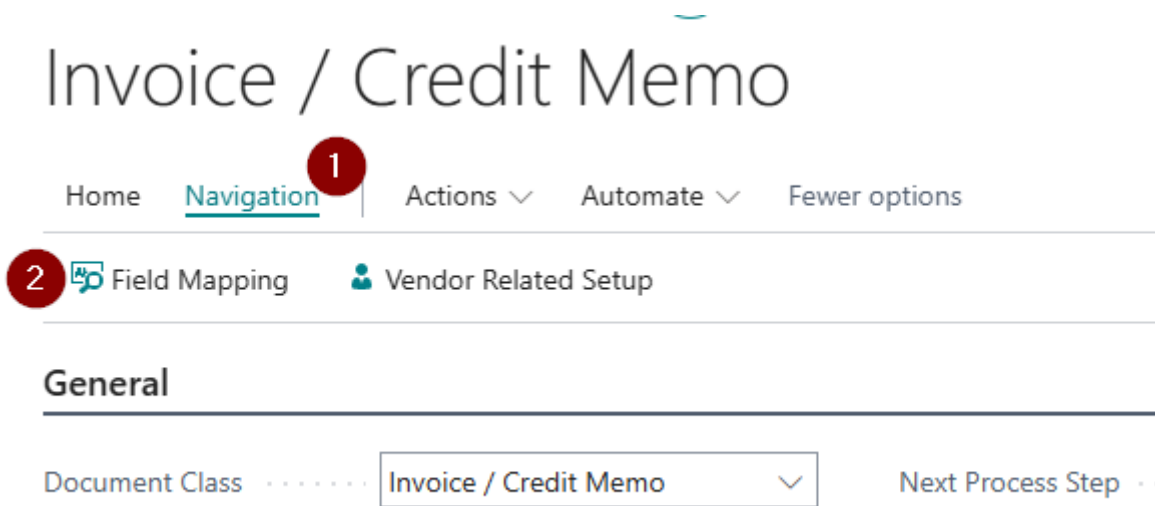 Invoice / Credit Memo
1
Home Navigation Actions Automate Fewer options
2 Field Mapping Vendor Related Setup
General
Document Class Invoice / Credit Memo Next Process Step